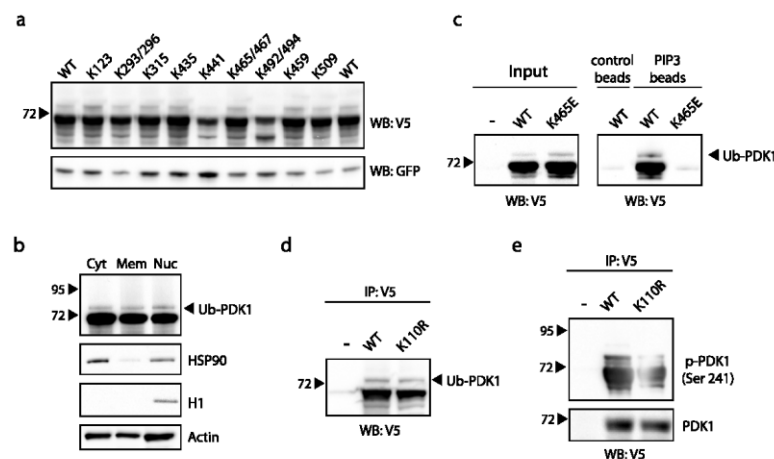 a
WT K123 K293/296 K315 K435 K441 K465/467 K492/494 K459 K509 WT
72
WB: V5
WB: GFP
b
Cyt Mem Nuc
95
72
Ub-PDK1
HSP90
H1
Actin
c
Input
control beads
PIP3 beads
- WT K465E
WT WT K465E
72
Ub-PDK1
WB: V5
WB: V5
d
IP: V5
- WT K110R
72
Ub-PDK1
WB: V5
e
IP: V5
- WT K110R
95
72
p-PDK1
(Ser 241)
72
PDK1
WB: V5